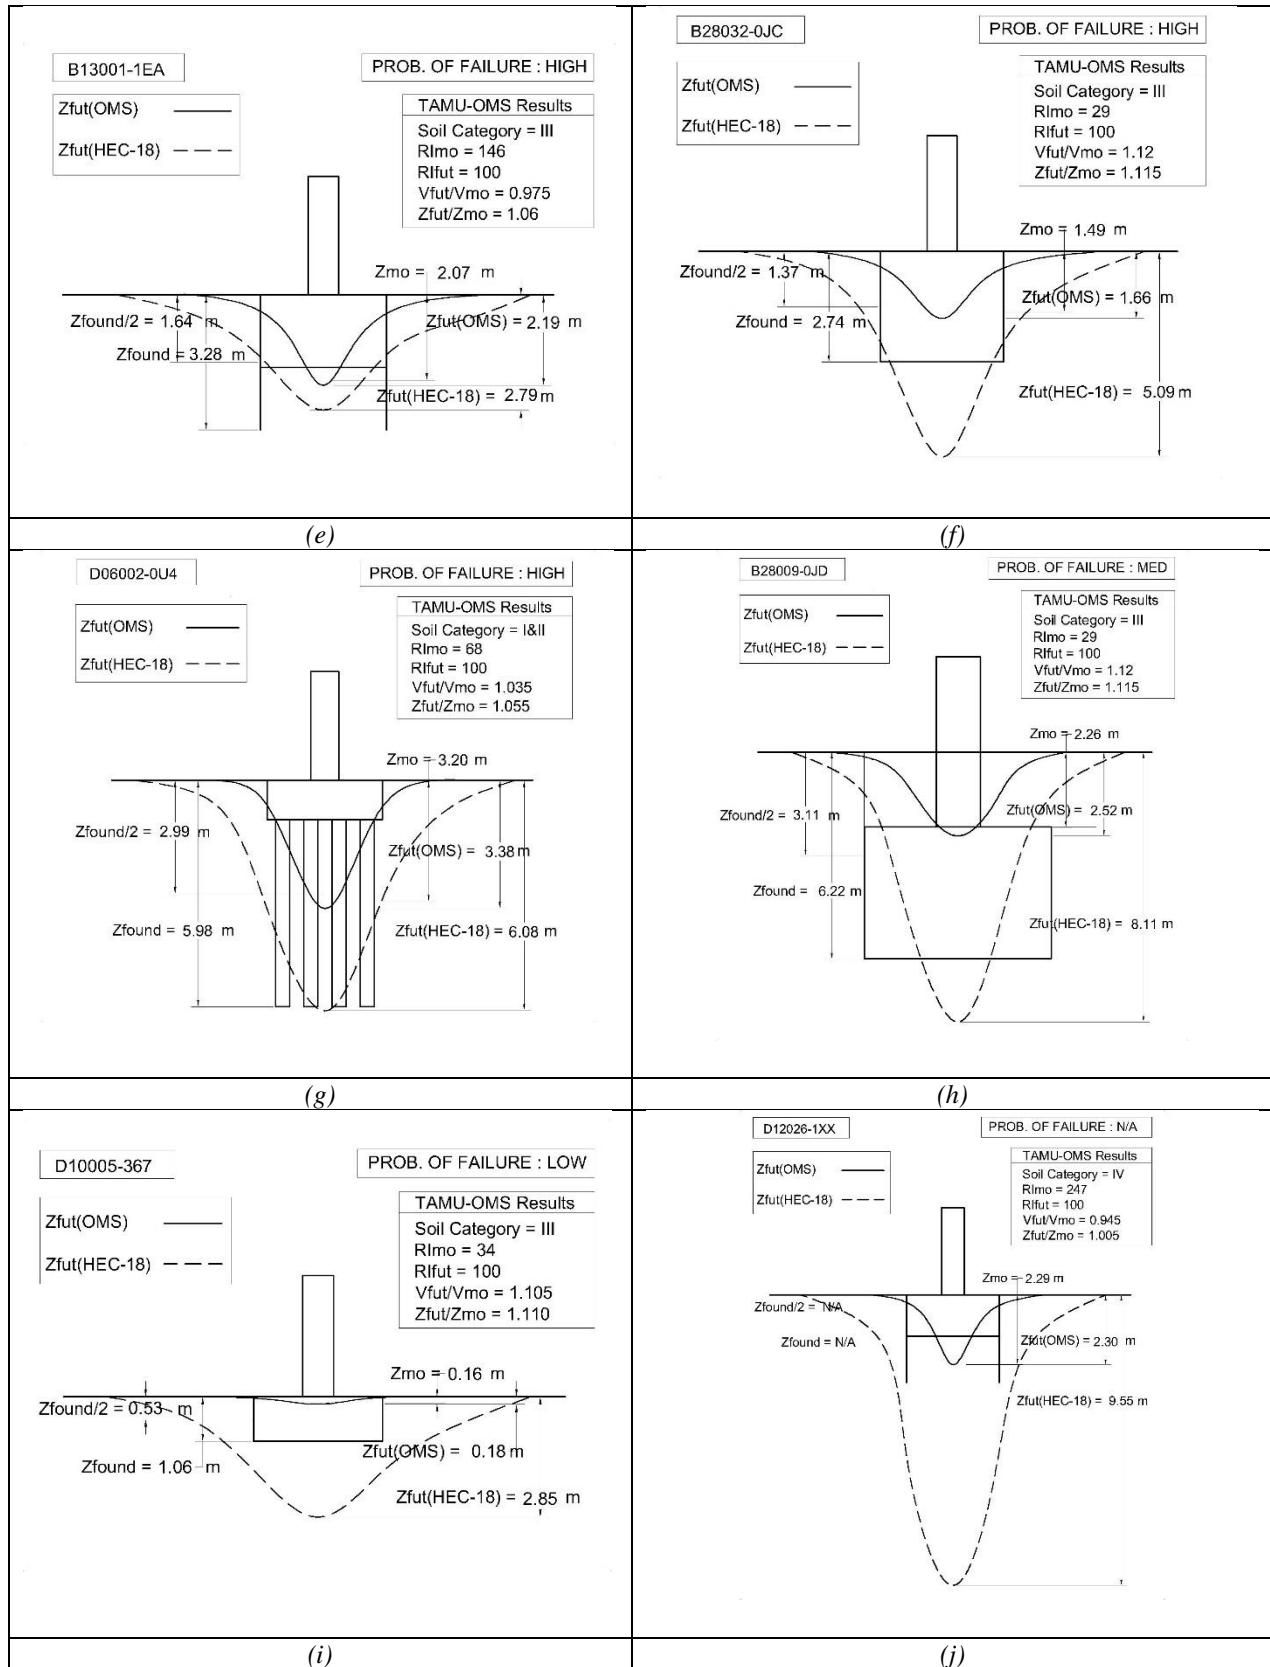 B13001-1EA
PROB. OF FAILURE : HIGH
Zfut(OMS)
Zfut(HEC-18)
TAMU-OMS Results
Soil Category = III
RImo = 146
RIfut = 100
Vfut/Vmo = 0.975
Zfut/Zmo = 1.06
Zmo = 2.07 m
Zfound/2 = 1.64 m
Zfut(OMS) = 2.19 m
Zfound = 3.28 m
Zfut(HEC-18) = 2.79 m
(e)
B28032-0JC
PROB. OF FAILURE : HIGH
Zfut(OMS)
Zfut(HEC-18)
TAMU-OMS Results
Soil Category = III
RImo = 29
RIfut = 100
Vfut/Vmo = 1.12
Zfut/Zmo = 1.115
Zmo = 1.49 m
Zfound/2 = 1.37 m
Zfut(OMS) = 1.66 m
Zfound = 2.74 m
Zfut(HEC-18) = 5.09 m
(f)
D06002-0U4
PROB. OF FAILURE : HIGH
Zfut(OMS)
Zfut(HEC-18)
TAMU-OMS Results
Soil Category = I&II
RImo = 68
RIfut = 100
Vfut/Vmo = 1.035
Zfut/Zmo = 1.055
Zmo = 3.20 m
Zfound/2 = 2.99 m
Zfut(OMS) = 3.38 m
Zfound = 5.98 m
Zfut(HEC-18) = 6.08 m
(g)
B28009-0JD
PROB. OF FAILURE : MED
Zfut(OMS)
Zfut(HEC-18)
TAMU-OMS Results
Soil Category = III
RImo = 29
RIfut = 100
Vfut/Vmo = 1.12
Zfut/Zmo = 1.115
Zmo = 2.26 m
Zfound/2 = 3.11 m
Zfut(OMS) = 2.52 m
Zfound = 6.22 m
Zfut(HEC-18) = 8.11 m
(h)
D10005-367
PROB. OF FAILURE : LOW
Zfut(OMS)
Zfut(HEC-18)
TAMU-OMS Results
Soil Category = III
RImo = 34
RIfut = 100
Vfut/Vmo = 1.105
Zfut/Zmo = 1.110
Zmo = 0.16 m
Zfound/2 = 0.53 m
Zfut(OMS) = 0.18 m
Zfound = 1.06 m
Zfut(HEC-18) = 2.85 m
(i)
D12026-1XX
PROB. OF FAILURE : N/A
Zfut(OMS)
Zfut(HEC-18)
TAMU-OMS Results
Soil Category = IV
RImo = 247
RIfut = 100
Vfut/Vmo = 0.945
Zfut/Zmo = 1.005
Zmo = 2.29 m
Zfound/2 = N/A
Zfound = N/A
Zfut(OMS) = 2.30 m
Zfut(HEC-18) = 9.55 m
(j)